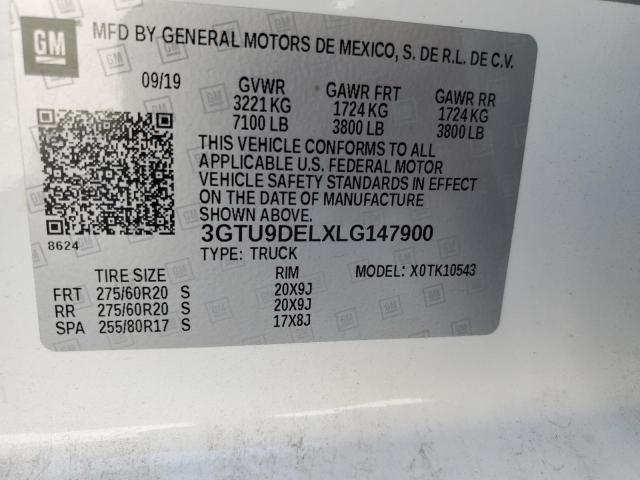 GM MFD BY GENERAL MOTORS DE MEXICO, S. DE R.L. DE C.V.
09/19 GVWR GAWR FRT GAWR RR
3221 KG 1724 KG 1724 KG
7100 LB 3800 LB 3800 LB
THIS VEHICLE CONFORMS TO ALL
APPLICABLE U.S. FEDERAL MOTOR
VEHICLE SAFETY STANDARDS IN EFFECT
ON THE DATE OF MANUFACTURE
SHOWN ABOVE.
8624 3GTU9DELXLG147900
TYPE: TRUCK
TIRE SIZE RIM MODEL: X0TK10543
FRT 275/60R20 S 20X9J
RR 275/60R20 S 20X9J
SPA 255/80R17 S 17X8J